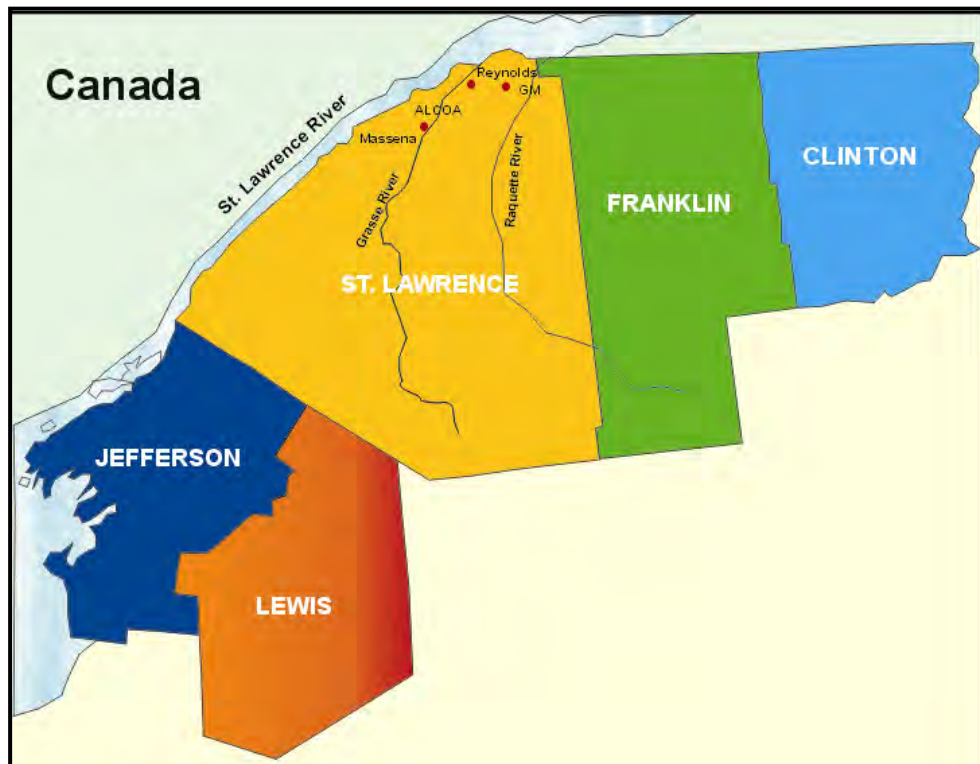 Canada
St. Lawrence River
Reynolds
GM
ALCOA
Massena
Grasse River
Raquette River
CLINTON
FRANKLIN
ST. LAWRENCE
JEFFERSON
LEWIS